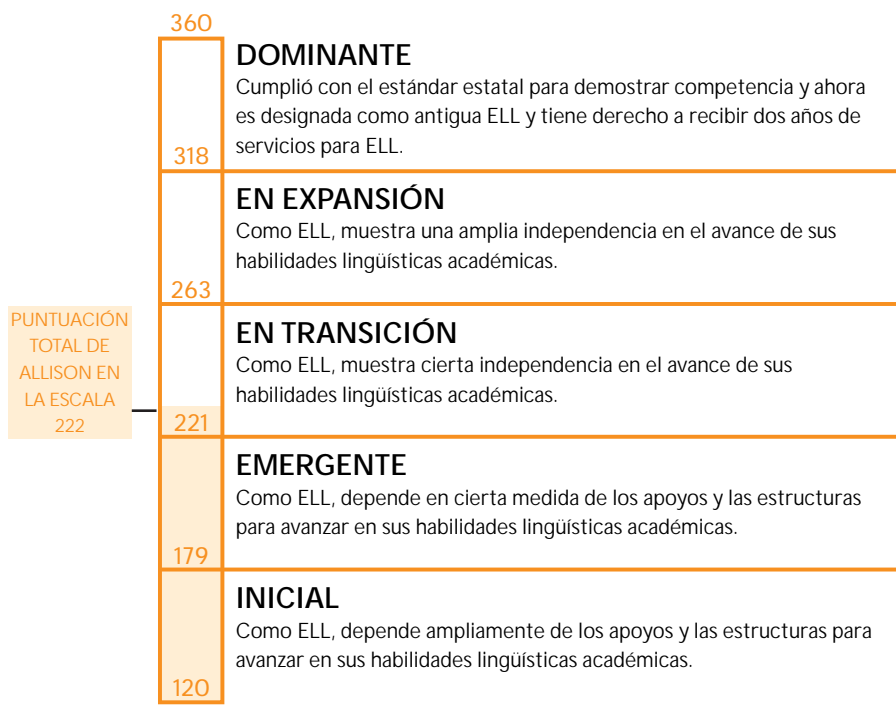 360
DOMINANTE
Cumplió con el estándar estatal para demostrar competencia y ahora
es designada como antigua ELL y tiene derecho a recibir dos años de
servicios para ELL.
318
EN EXPANSIÓN
Como ELL, muestra una amplia independencia en el avance de sus
habilidades lingüísticas académicas.
263
PUNTUACIÓN
TOTAL DE
ALLISON EN
LA ESCALA
222
EN TRANSICIÓN
Como ELL, muestra cierta independencia en el avance de sus
habilidades lingüísticas académicas.
221
EMERGENTE
Como ELL, depende en cierta medida de los apoyos y las estructuras
para avanzar en sus habilidades lingüísticas académicas.
179
INICIAL
Como ELL, depende ampliamente de los apoyos y las estructuras para
avanzar en sus habilidades lingüísticas académicas.
120